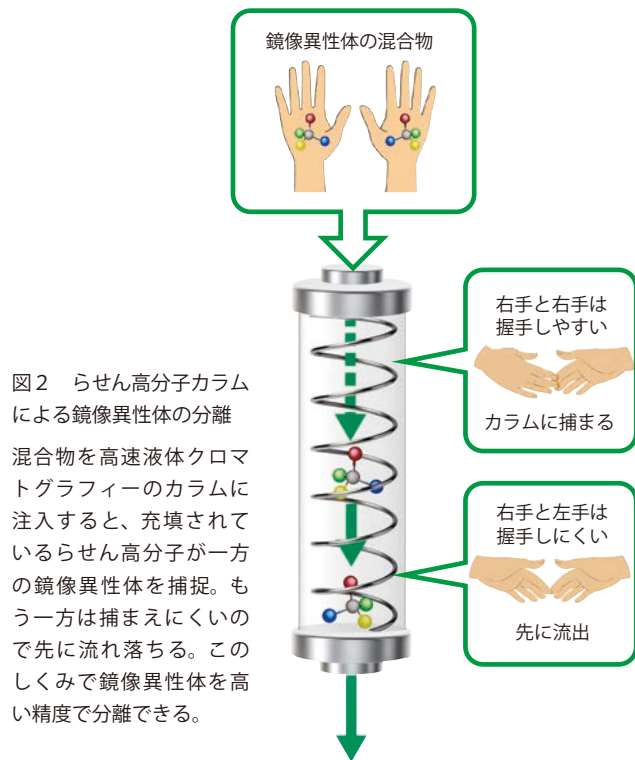 鏡像異性体の混合物
右手と右手は
握手しやすい
カラムに捕まる
図2 らせん高分子カラム
による鏡像異性体の分離
混合物を高速液体クロマ
トグラフィーのカラムに
注入すると、充填されて
いるらせん高分子が一方
の鏡像異性体を捕捉。も
う一方は捕まえにくいの
で先に流れ落ちる。この
しくみで鏡像異性体を高
い精度で分離できる。
右手と左手は
握手しにくい
先に流出